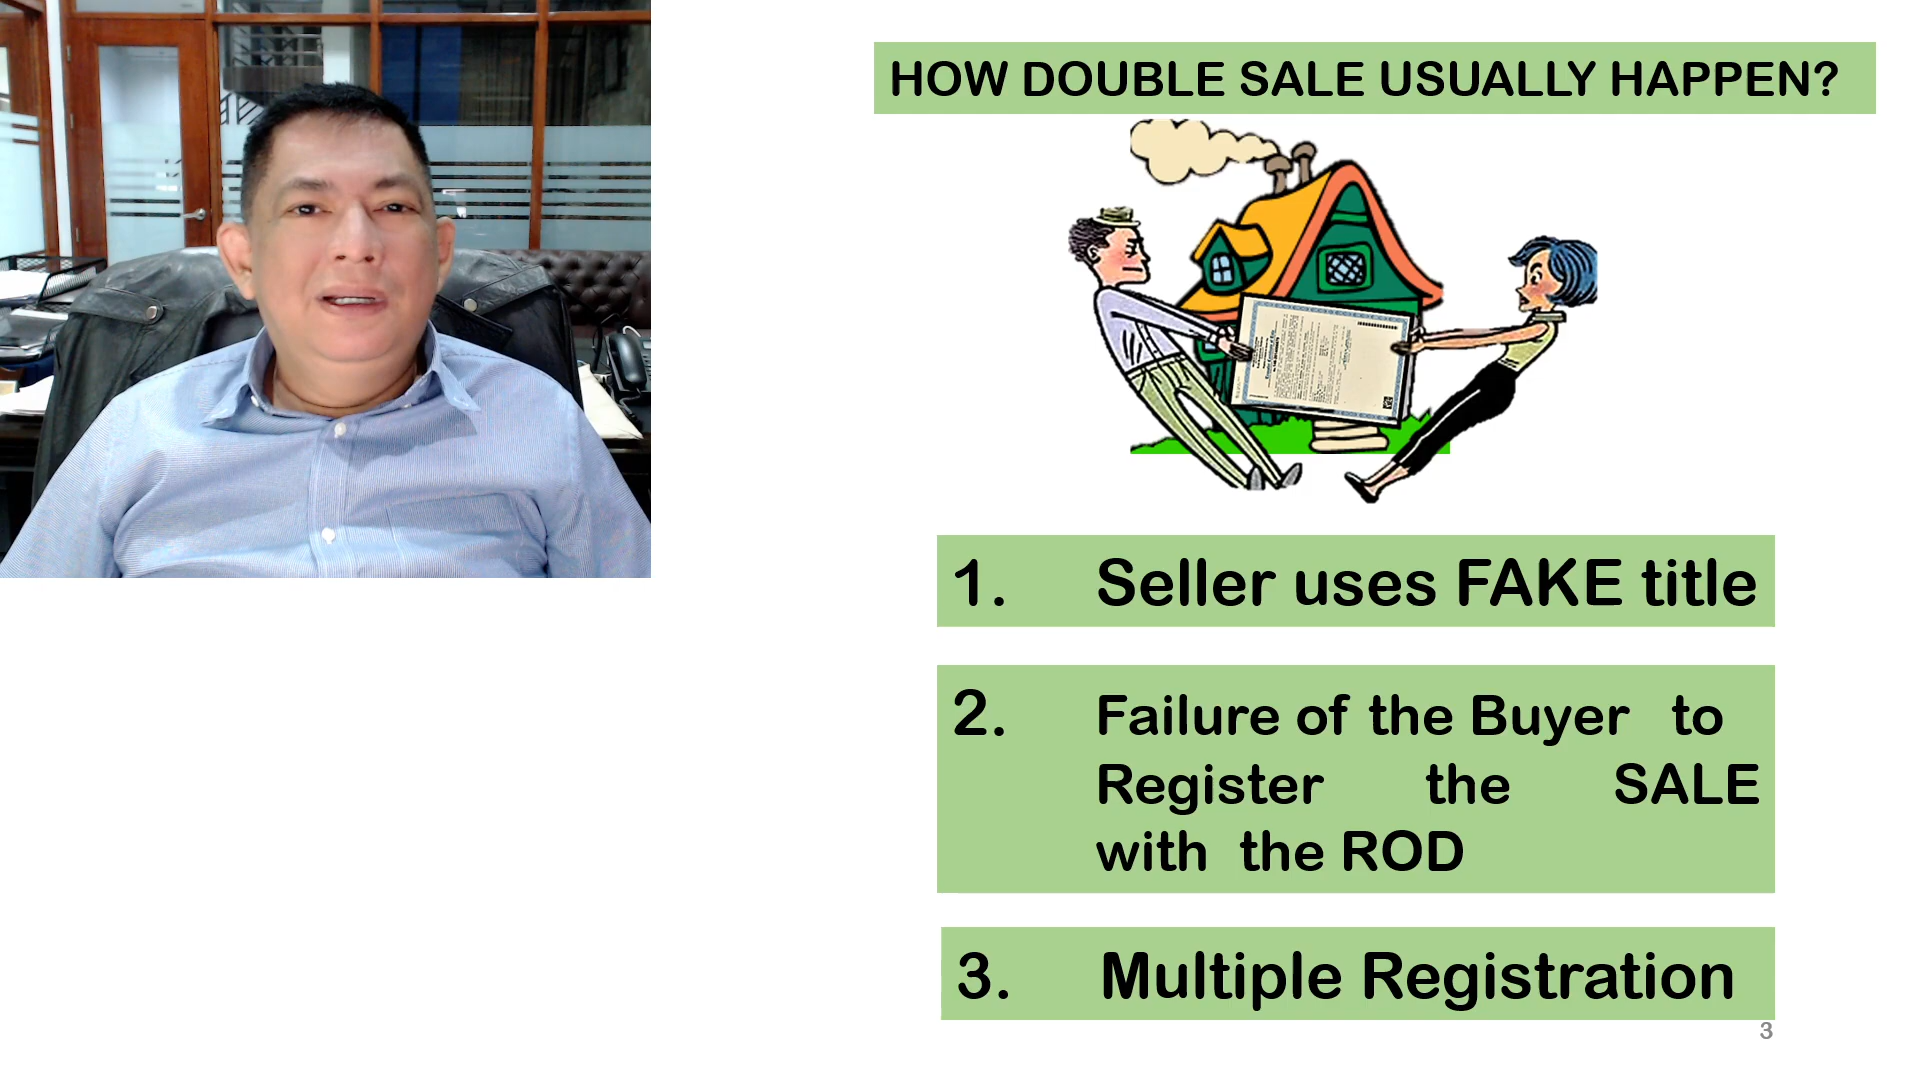 HOW DOUBLE SALE USUALLY HAPPEN?
1. Seller uses FAKE title
2. Failure of the Buyer to
Register the SALE
with the ROD
3. Multiple Registration
3